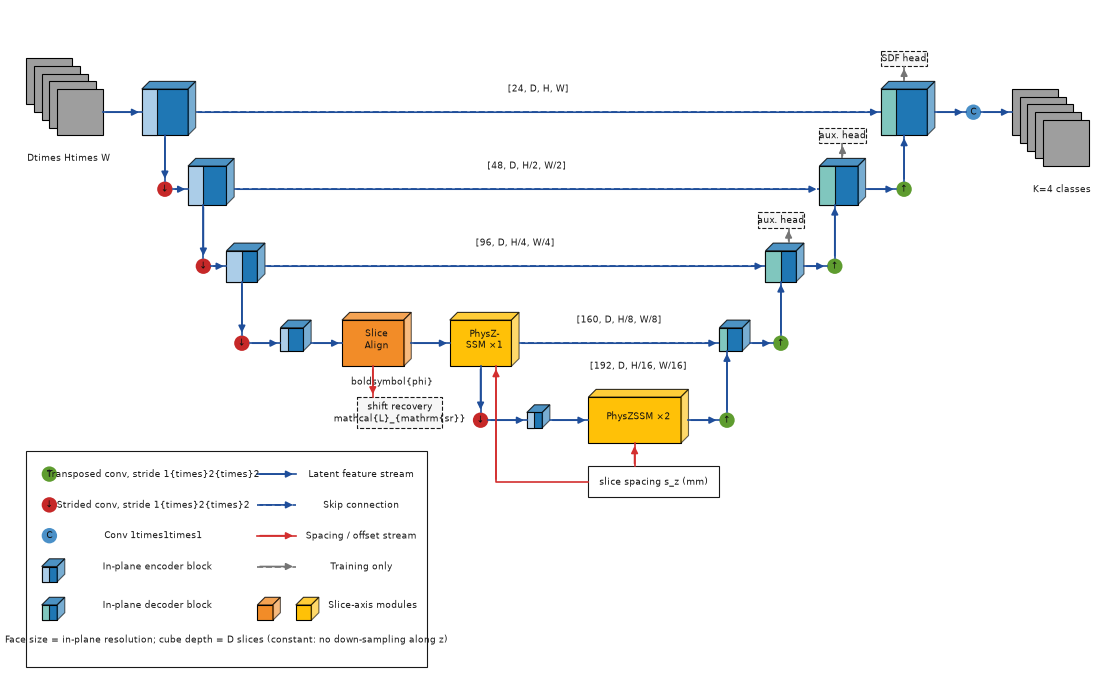 SDF head
[24, D, H, W]
C
aux. head
Dtimes Htimes W
[48, D, H/2, W/2]
K=4 classes
↓
↑
aux. head
[96, D, H/4, W/4]
↓
↑
[160, D, H/8, W/8]
Slice
Align
PhysZ-
SSM ×1
↓
↑
[192, D, H/16, W/16]
boldsymbol{phi}
shift recovery
mathcal{L}_{mathrm{sr}}
↓
PhysZSSM ×2
↑
slice spacing s_z (mm)
↑ Transposed conv, stride 1{times}2{times}2
Latent feature stream
↓ Strided conv, stride 1{times}2{times}2
Skip connection
C Conv 1times1times1
Spacing / offset stream
In-plane encoder block
Training only
In-plane decoder block
Slice-axis modules
Face size = in-plane resolution; cube depth = D slices (constant: no down-sampling along z)